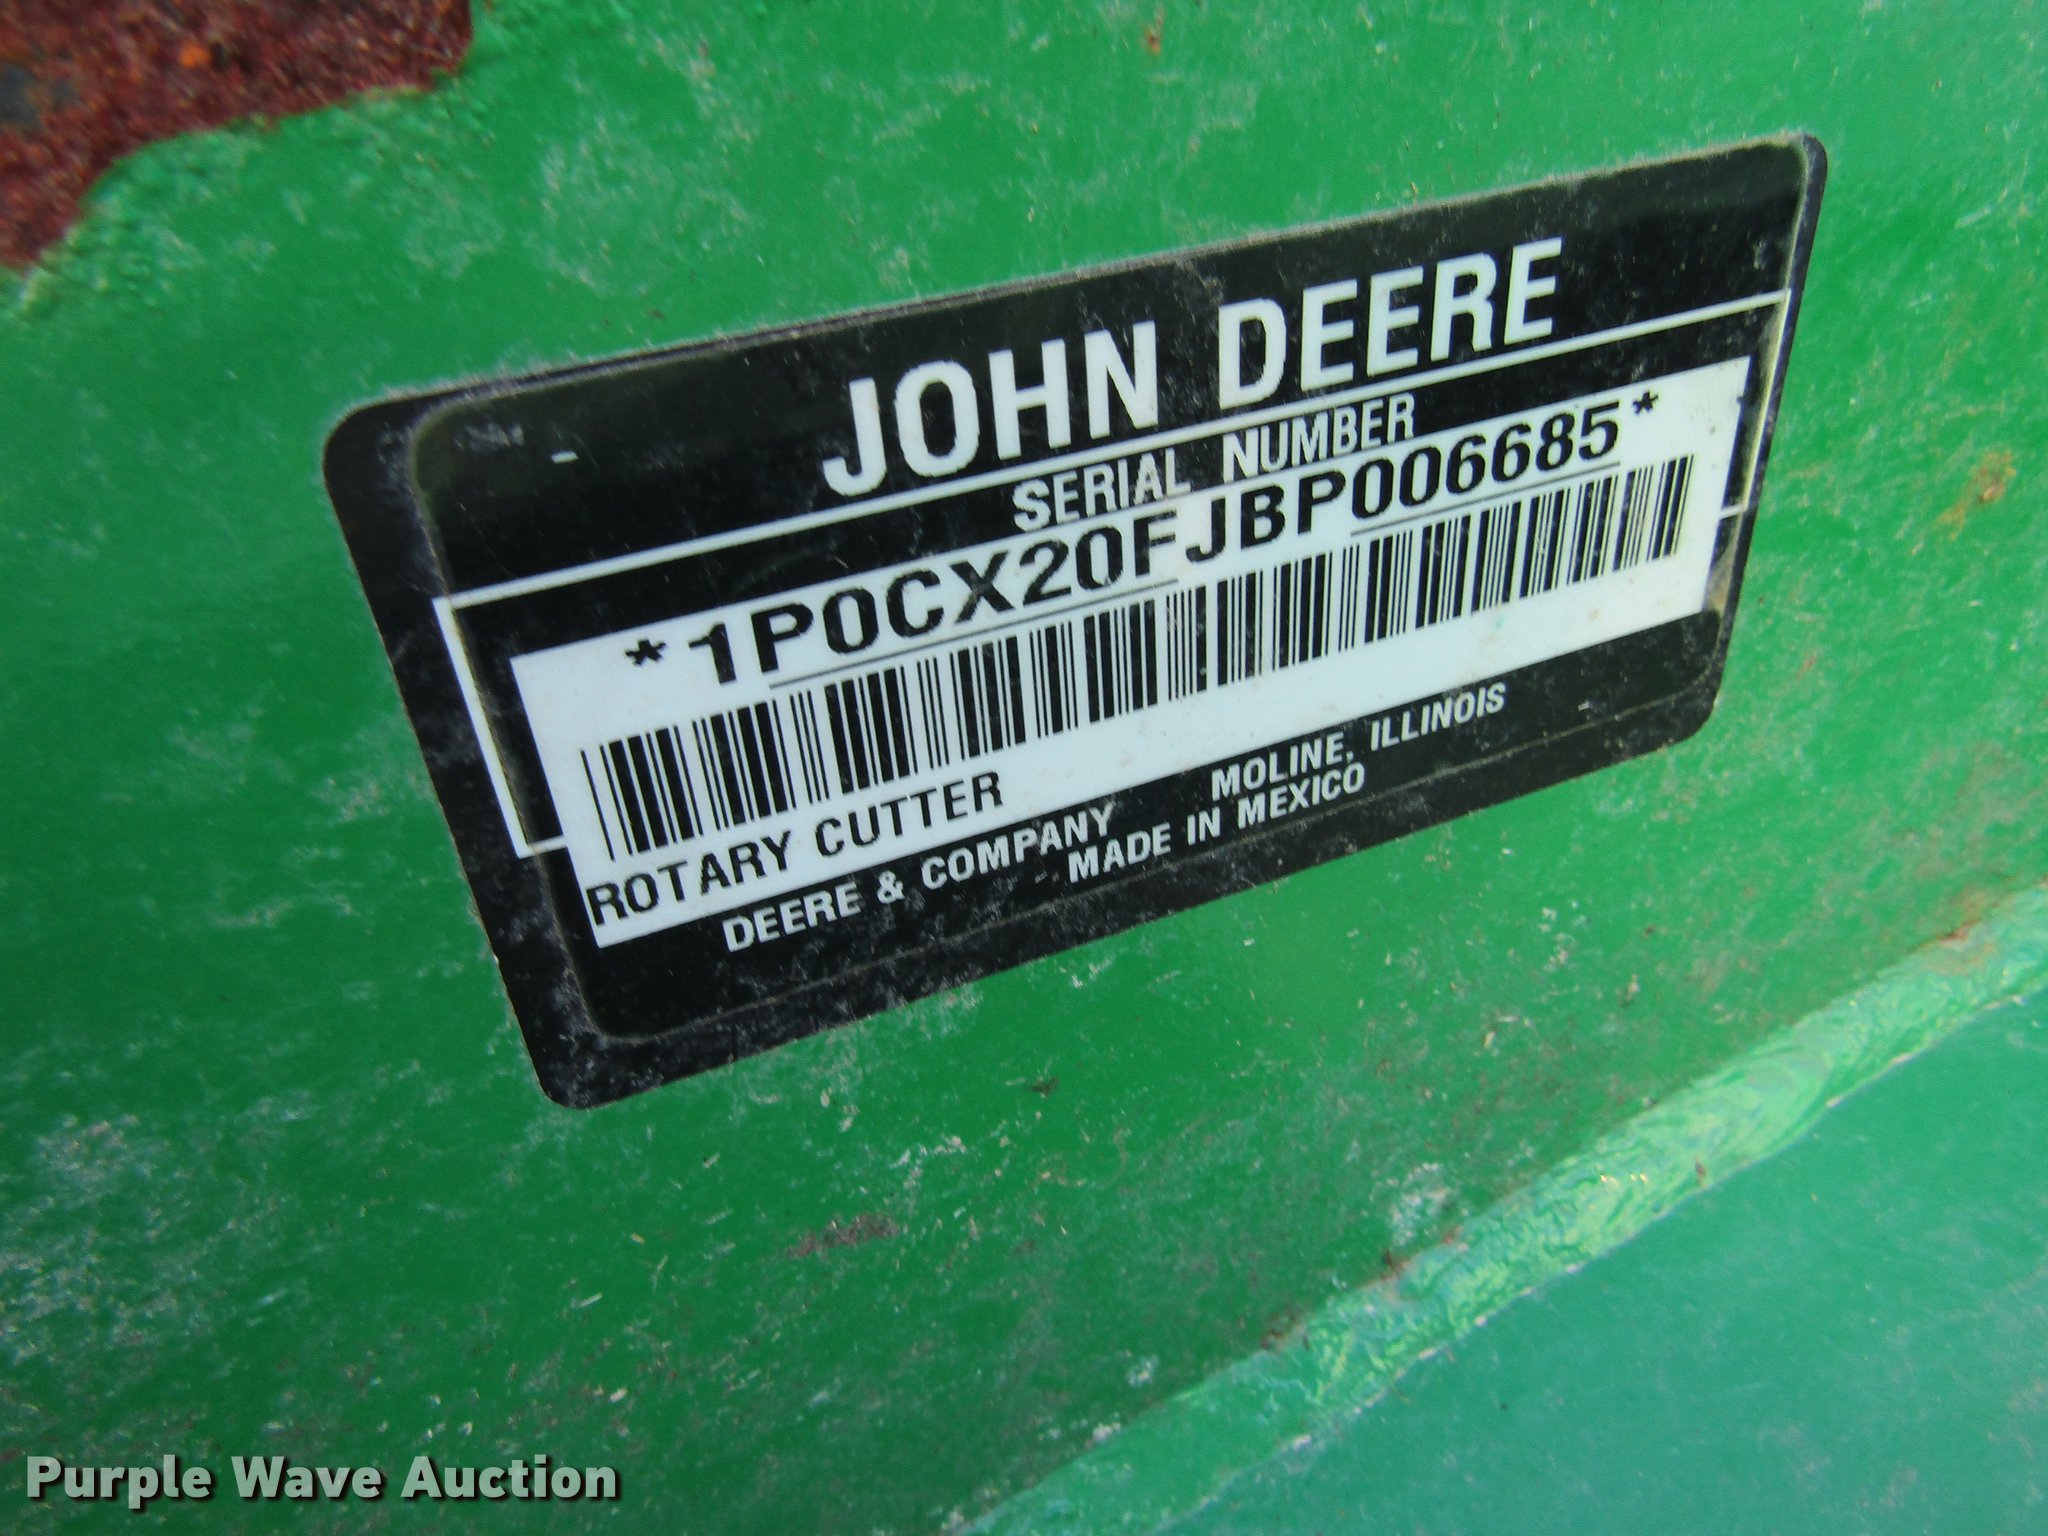 JOHN DEERE
SERIAL NUMBER
*1P0CX20FJBP006685*
ROTARY CUTTER
DEERE & COMPANY MOLINE, ILLINOIS
MADE IN MEXICO
Purple Wave Auction